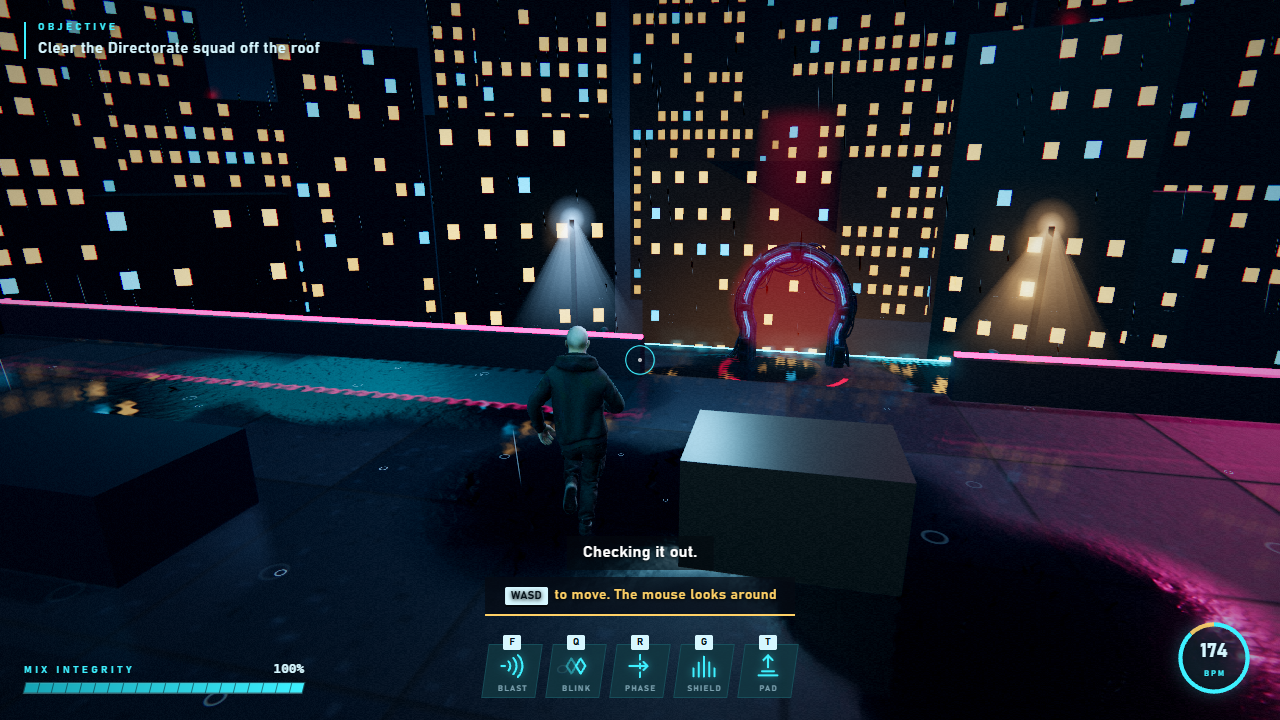 OBJECTIVE
Clear the Directorate squad off the roof
Checking it out.
WASD to move. The mouse looks around
F Q R G T
BLAST BLINK PHASE SHIELD PAD
MIX INTEGRITY 100%
174
BPM